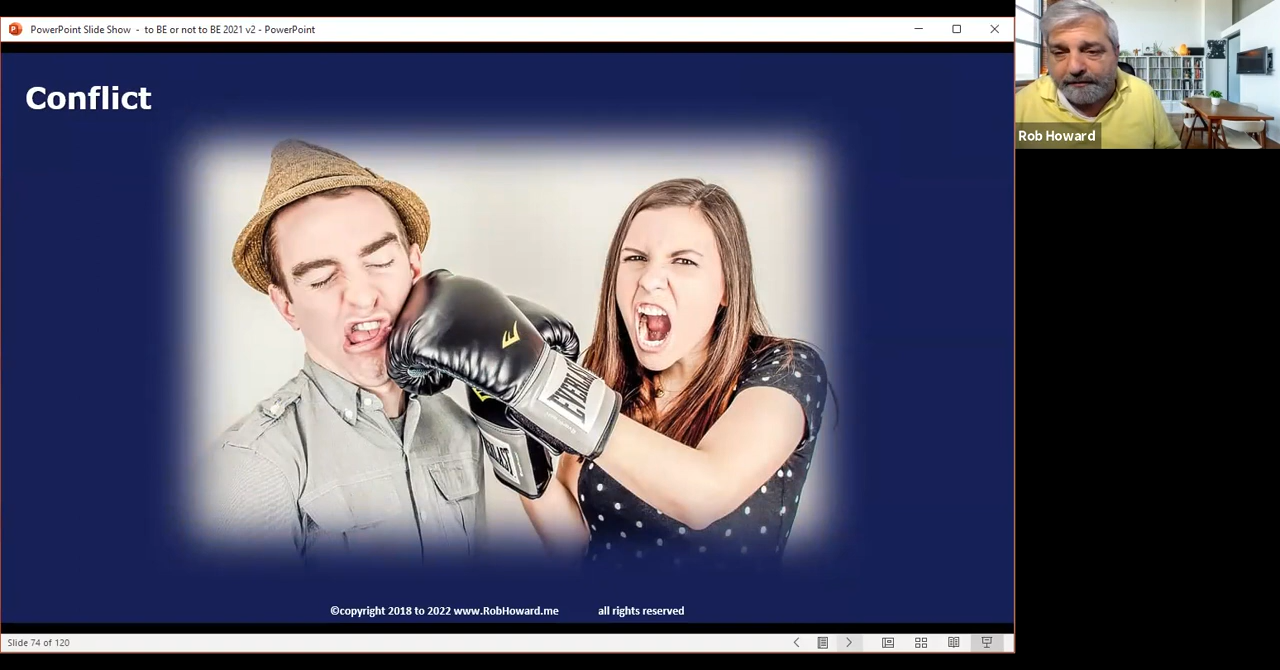 PowerPoint Slide Show - to BE or not to BE 2021 v2 - PowerPoint
Conflict
E
EVERLAST
©copyright 2018 to 2022 www.RobHoward.me all rights reserved
Slide 74 of 120
Rob Howard